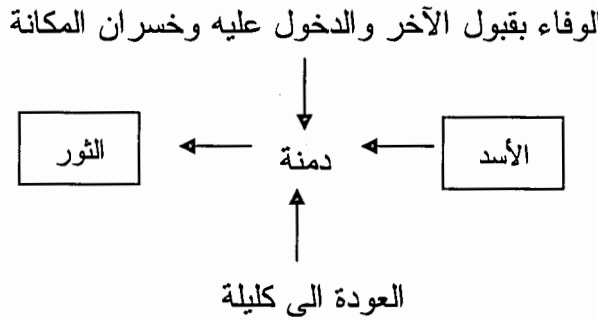 الوفاء بقبول الآخر والدخول عليه وخسران المكانة
الأسد
دمنة
الثور
العودة الى كليلة